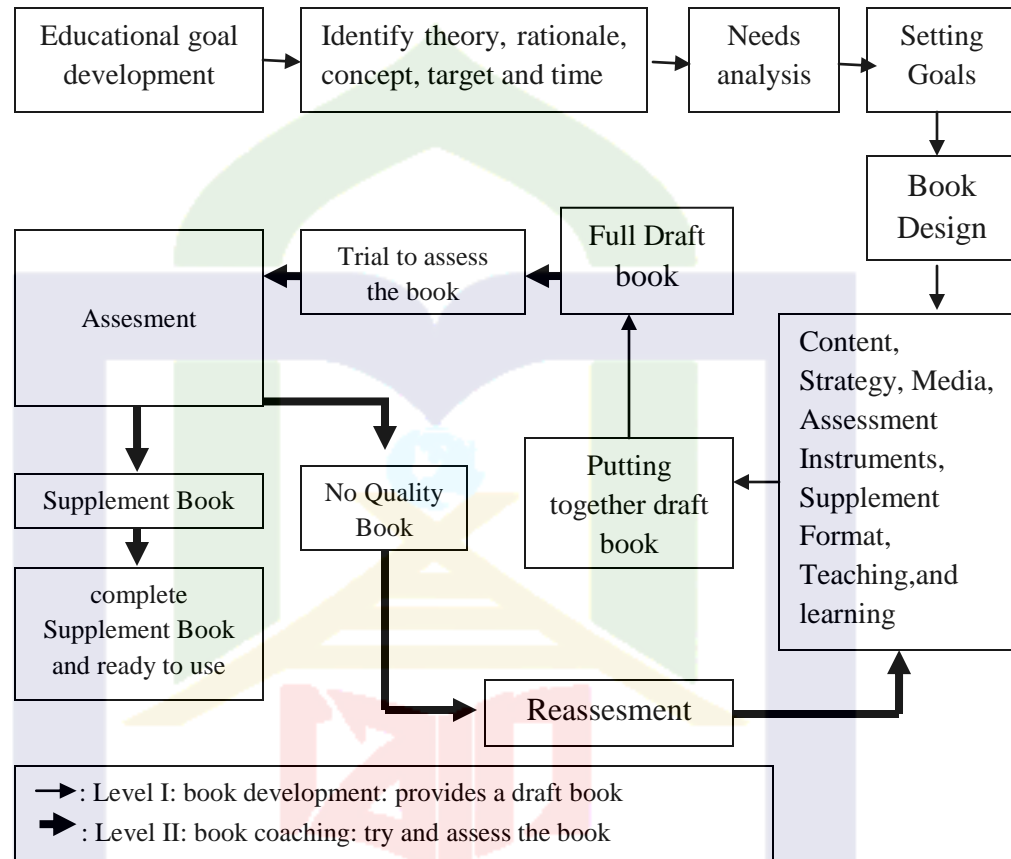 Educational goal
development
Identify theory, rationale,
concept, target and time
Needs
analysis
Setting
Goals
Book
Design
Content,
Strategy, Media,
Assessment
Instruments,
Supplement
Format,
Teaching,and
learning
Putting
together draft
book
Full Draft
book
Trial to assess
the book
Assesment
Supplement Book
complete
Supplement Book
and ready to use
No Quality
Book
Reassesment
: Level I: book development: provides a draft book
: Level II: book coaching: try and assess the book